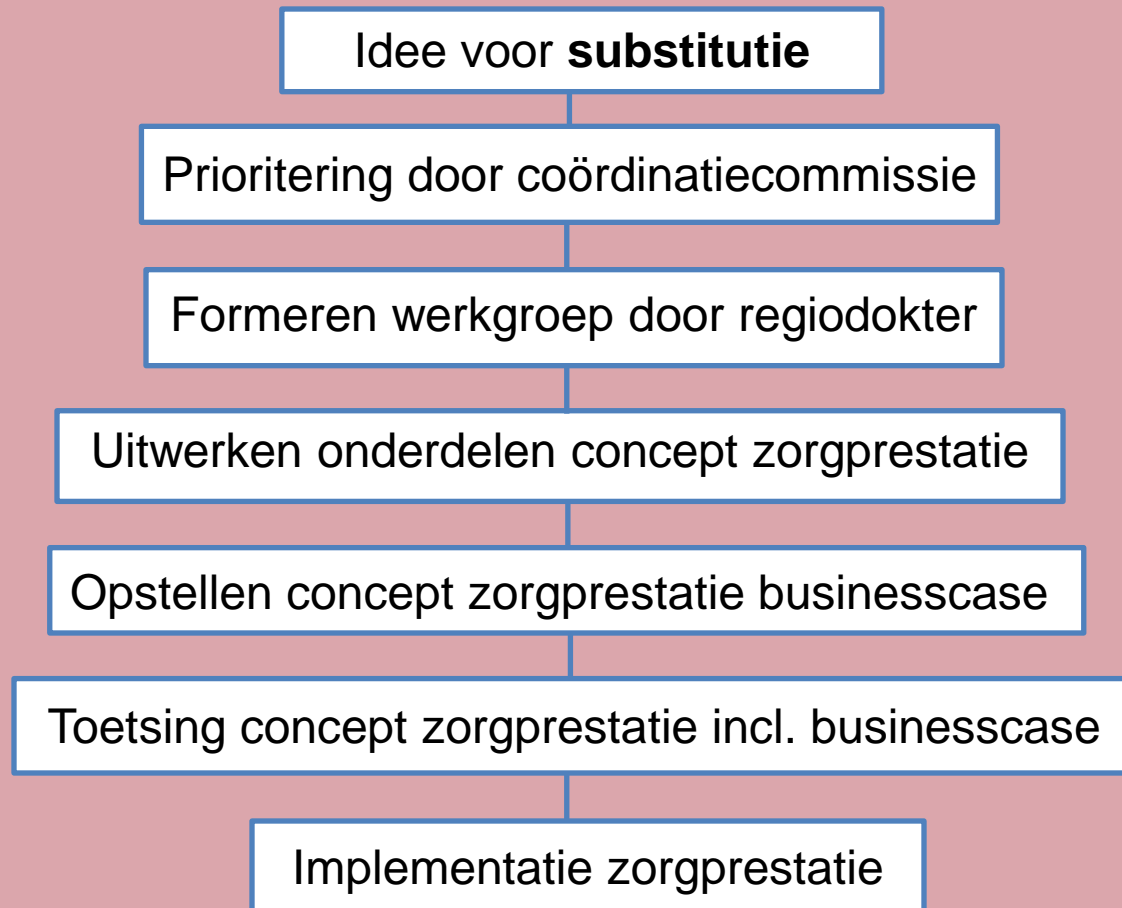 Idee voor substitutie
Prioritering door coördinatiecommissie
Formeren werkgroep door regiodokter
Uitwerken onderdelen concept zorgprestatie
Opstellen concept zorgprestatie businesscase
Toetsing concept zorgprestatie incl. businesscase
Implementatie zorgprestatie